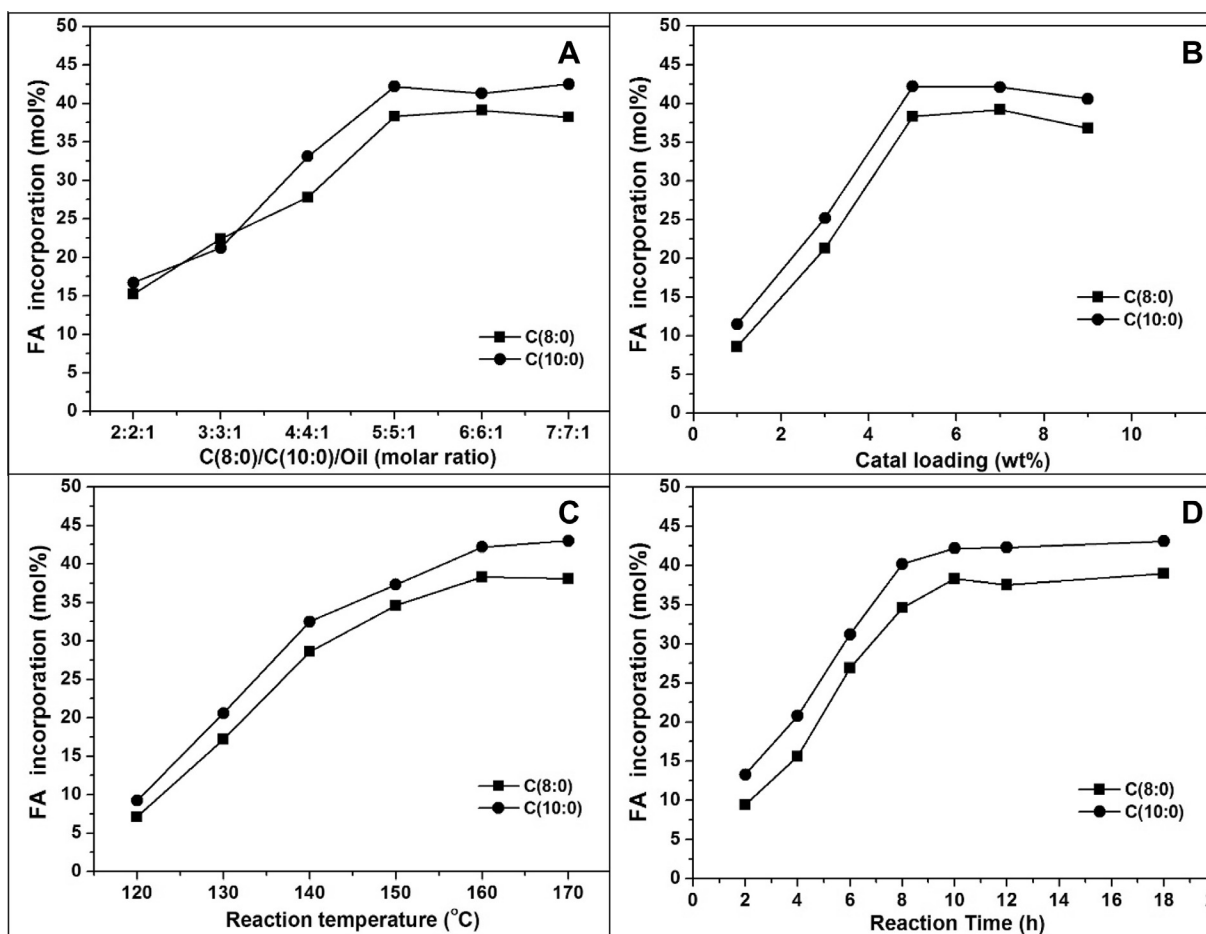 A
FA incorporation (mol%)
50
45
40
35
30
25
20
15
10
5
0
C(8:0)
C(10:0)
2:2:1 3:3:1 4:4:1 5:5:1 6:6:1 7:7:1
C(8:0)/C(10:0)/Oil (molar ratio)
B
FA incorporation (mol%)
50
45
40
35
30
25
20
15
10
5
0
C(8:0)
C(10:0)
0 2 4 6 8 10
Catal loading (wt%)
C
FA incorporation (mol%)
50
45
40
35
30
25
20
15
10
5
0
C(8:0)
C(10:0)
120 130 140 150 160 170
Reaction temperature (°C)
D
FA incorporation (mol%)
50
45
40
35
30
25
20
15
10
5
0
C(8:0)
C(10:0)
0 2 4 6 8 10 12 14 16 18
Reaction Time (h)